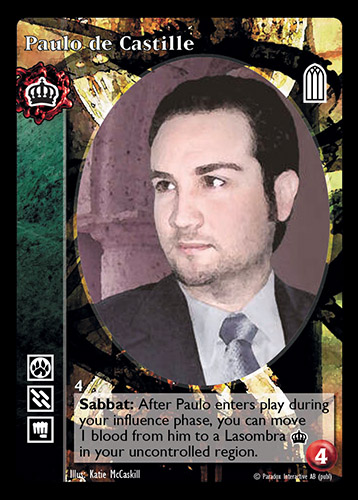 Paulo de Castille
4
Sabbat: After Paulo enters play during
your influence phase, you can move
1 blood from him to a Lasombra
in your uncontrolled region.
4
Illus: Katie McCaskill
© Paradox Interactive AB (publ)